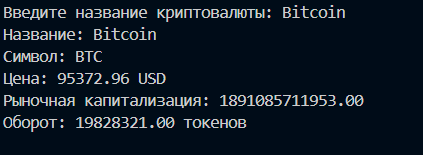 Введите название криптовалюты: Bitcoin
Название: Bitcoin
Символ: BTC
Цена: 95372.96 USD
Рыночная капитализация: 1891085711953.00
Оборот: 19828321.00 токенов